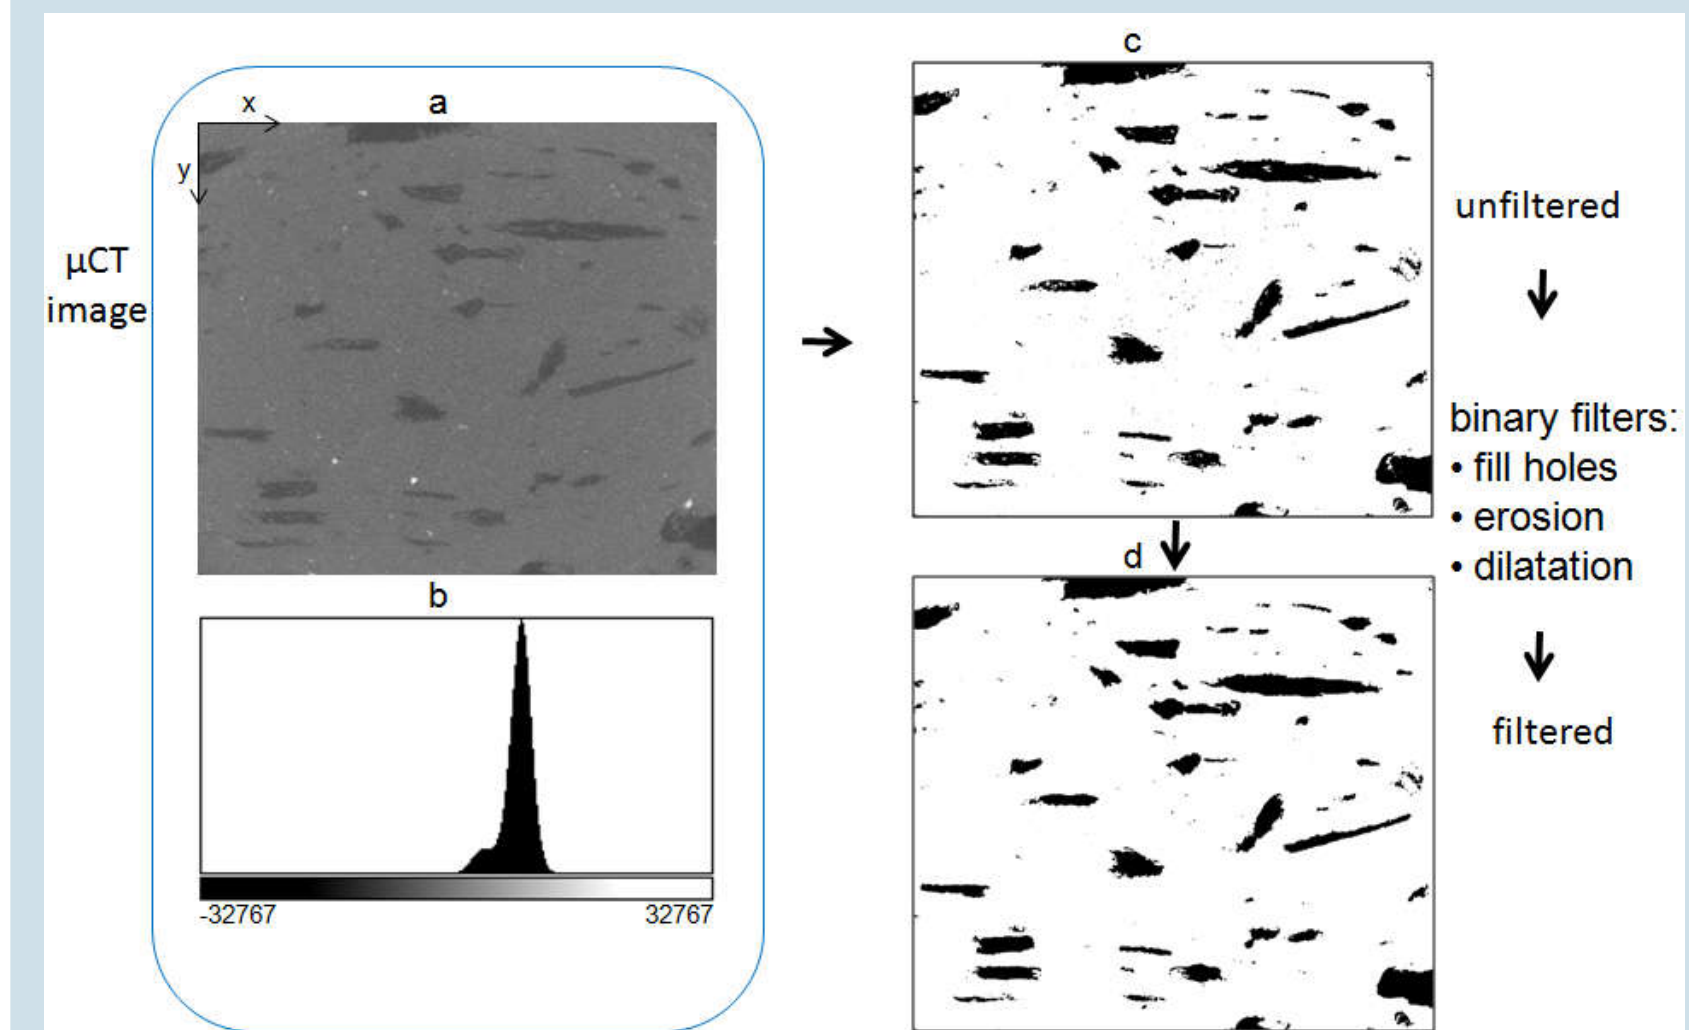 a
x
y
μCT
image
b
-32767 32767
c
unfiltered
binary filters:
• fill holes
• erosion
• dilatation
d
filtered